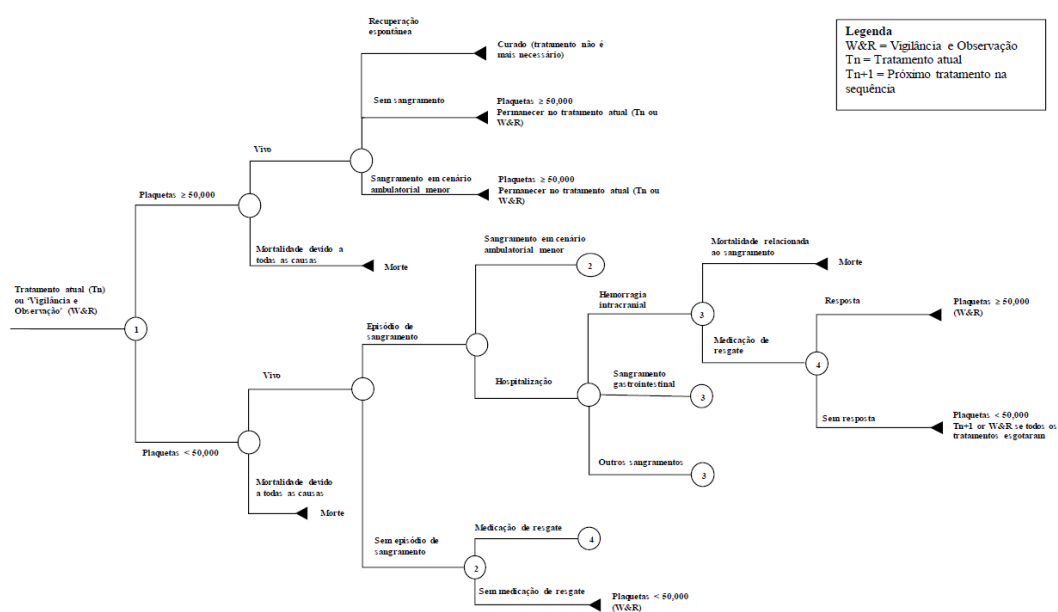 Recuperação
espontânea
Curado (tratamento não é
mais necessário)
Legenda
W&R = Vigilância e Observação
Tn = Tratamento atual
Tn+1 = Próximo tratamento na
sequência
Sem sangramento
Plaquetas ≥ 50,000
Permanecer no tratamento atual (Tn ou
W&R)
Vivo
Sangramento em cenário
ambulatorial menor
Plaquetas ≥ 50,000
Permanecer no tratamento atual (Tn ou
W&R)
Plaquetas ≥ 50,000
Mortalidade devido a
todas as causas
Morte
Sangramento em cenário
ambulatorial menor
2
Mortalidade relacionada
ao sangramento
Morte
Tratamento atual (Tn)
ou ‘Vigilância e
Observação’ (W&R)
1
Hemorragia
intracranial
3
Resposta
Plaquetas ≥ 50,000
(W&R)
Episódio de
sangramento
Medicação de
resgate
4
Vivo
Hospitalização
Sangramento
gastrointestinal
3
Sem resposta
Plaquetas < 50,000
Tn+1 or W&R se todos os
tratamentos esgotaram
Plaquetas < 50,000
Outros sangramentos
3
Mortalidade devido
a todas as causas
Morte
Sem episódio de
sangramento
2
Medicação de resgate
4
Sem medicação de resgate
Plaquetas < 50,000
(W&R)